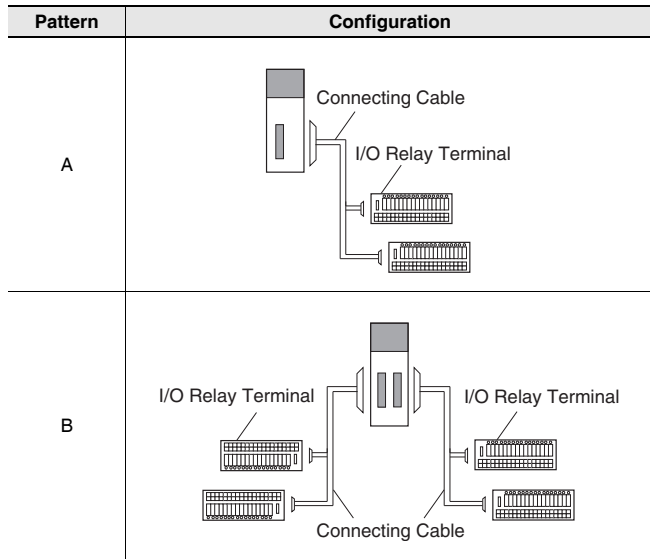 Pattern Configuration
A
Connecting Cable
I/O Relay Terminal
B
I/O Relay Terminal I/O Relay Terminal
Connecting Cable